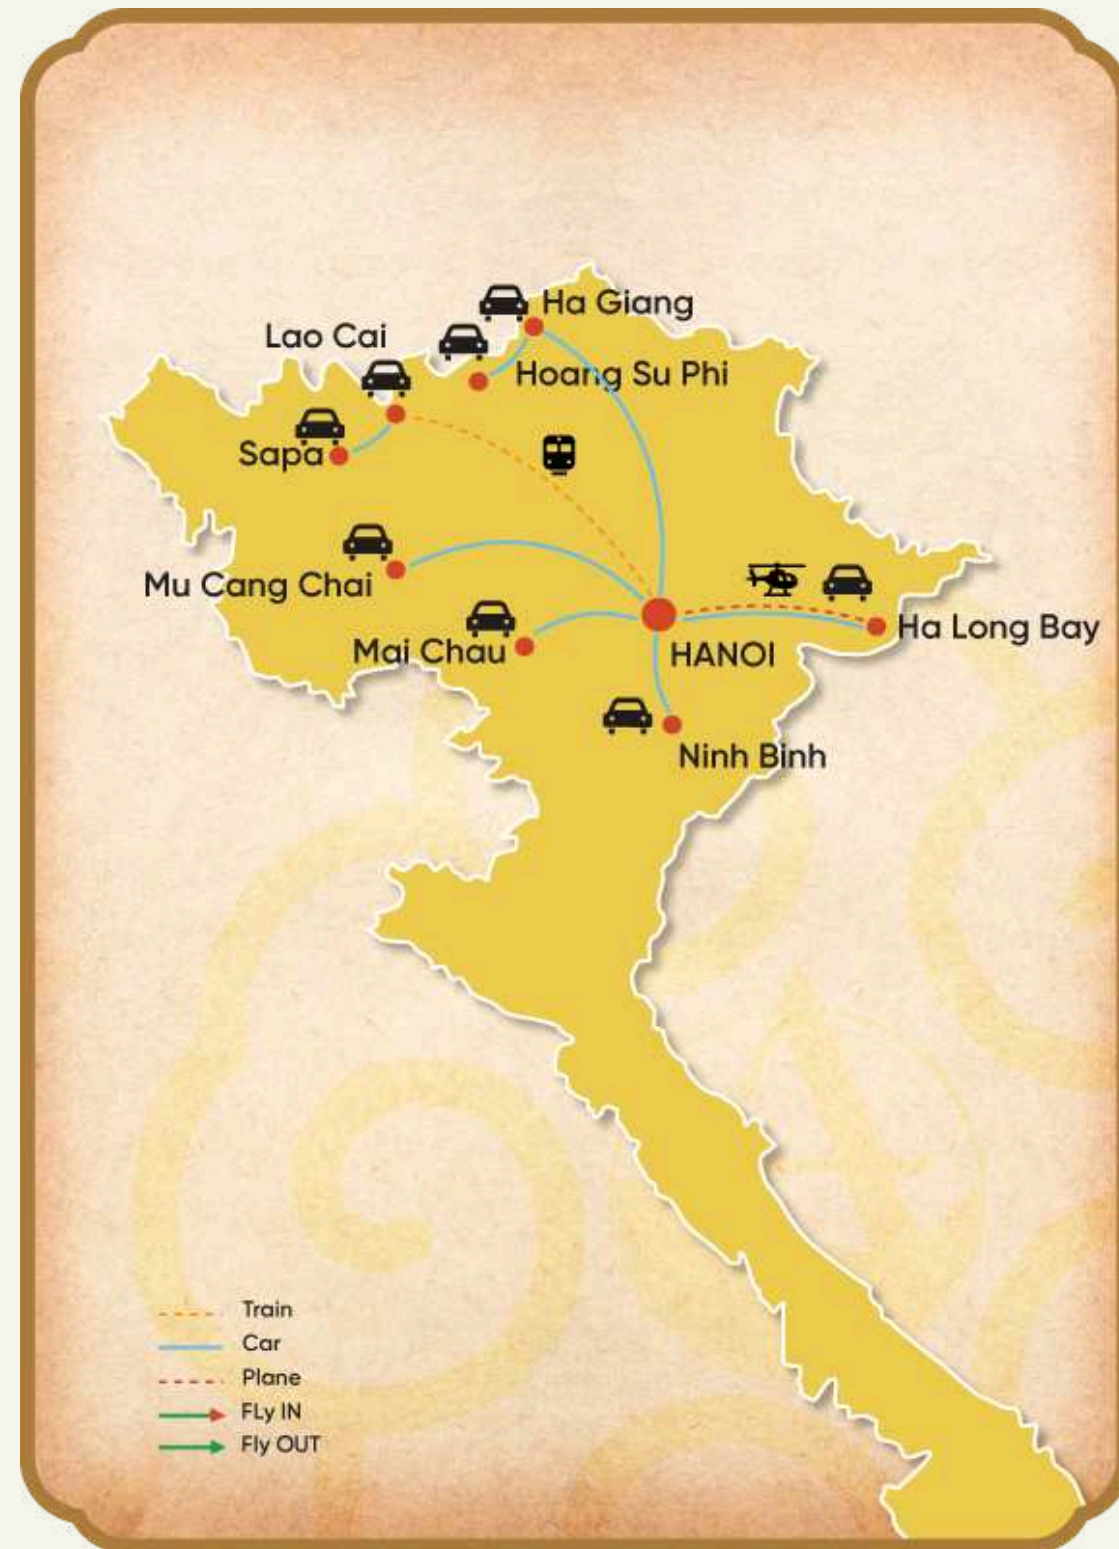 Ha Giang
Lao Cai
Hoang Su Phi
Sapa
Mu Cang Chai
Mai Chau
HANOI
Ha Long Bay
Ninh Binh
Train
Car
Plane
FLy IN
Fly OUT